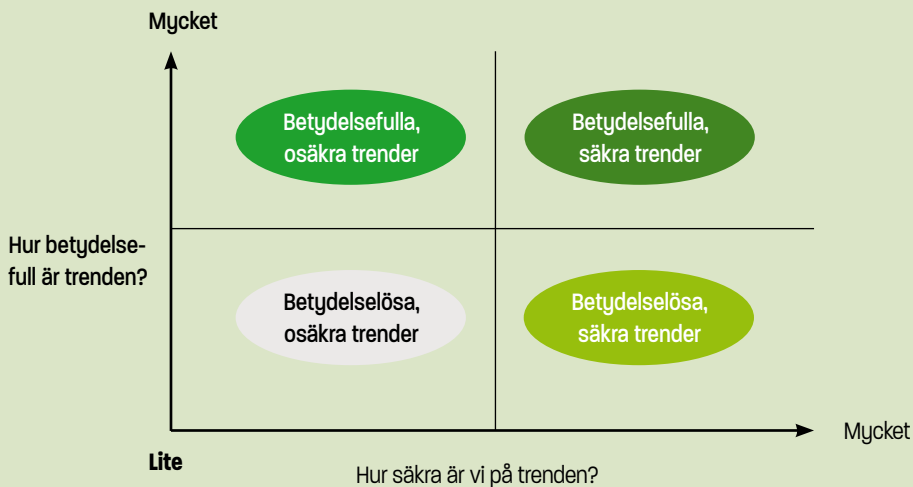 Mycket
Betydelsefulla,
osäkra trender
Betydelsefulla,
säkra trender
Hur betydelse-
full är trenden?
Betydelselösa,
osäkra trender
Betydelselösa,
säkra trender
Mycket
Lite
Hur säkra är vi på trenden?